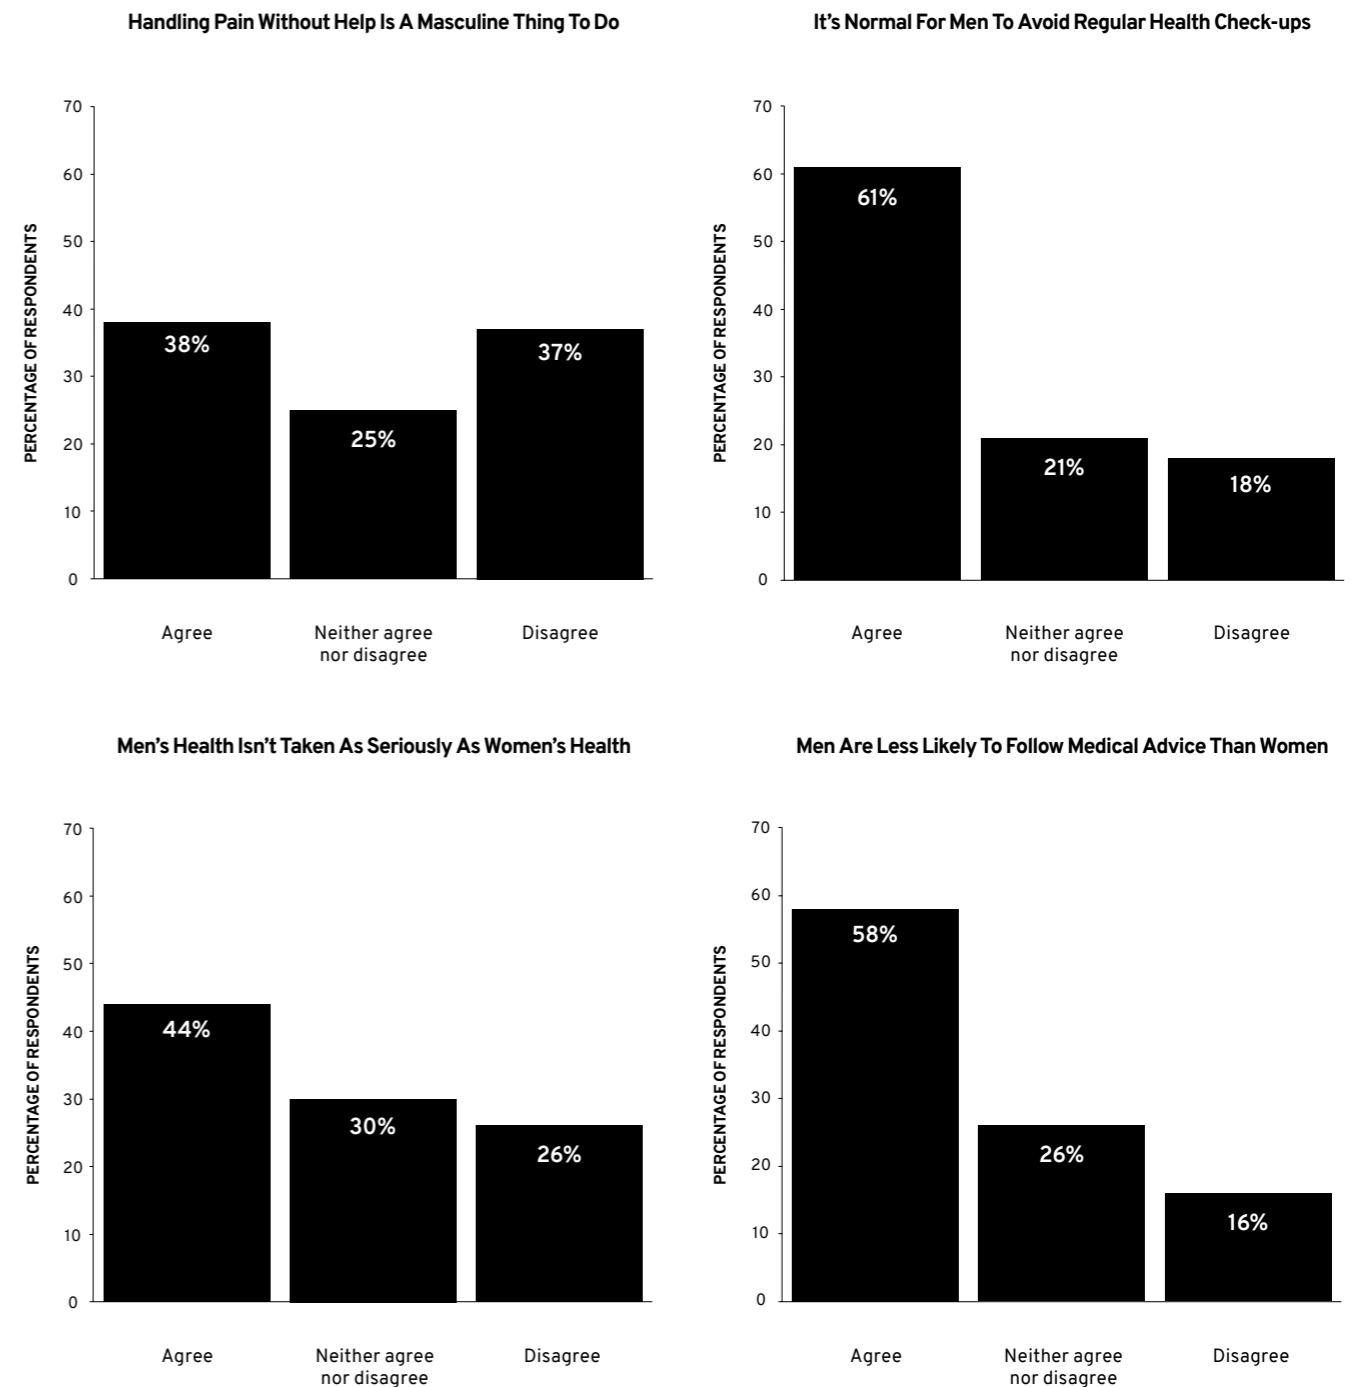 Handling Pain Without Help Is A Masculine Thing To Do
PERCENTAGE OF RESPONDENTS
70
60
50
40
30
20
10
0
38%
25%
37%
Agree
Neither agree
nor disagree
Disagree
It’s Normal For Men To Avoid Regular Health Check-ups
PERCENTAGE OF RESPONDENTS
70
60
50
40
30
20
10
0
61%
21%
18%
Agree
Neither agree
nor disagree
Disagree
Men’s Health Isn’t Taken As Seriously As Women’s Health
PERCENTAGE OF RESPONDENTS
70
60
50
40
30
20
10
0
44%
30%
26%
Agree
Neither agree
nor disagree
Disagree
Men Are Less Likely To Follow Medical Advice Than Women
PERCENTAGE OF RESPONDENTS
70
60
50
40
30
20
10
0
58%
26%
16%
Agree
Neither agree
nor disagree
Disagree